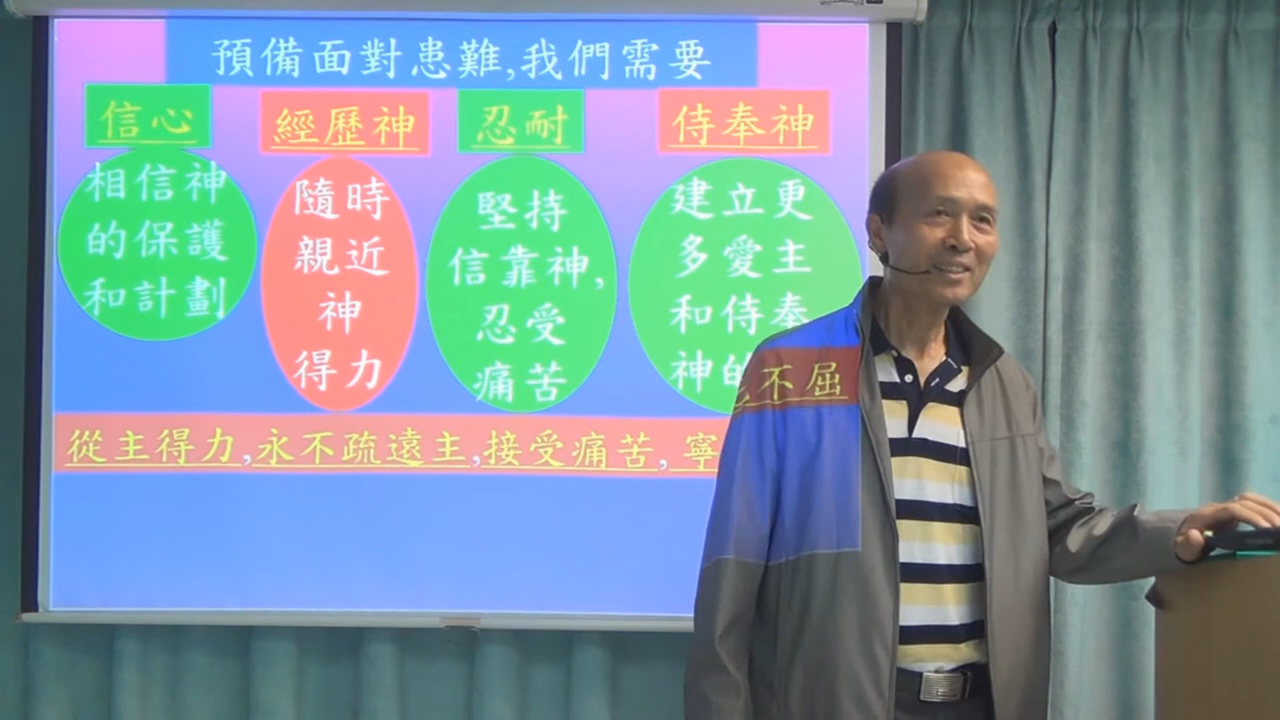 預備面對患難,我們需要
信心
經歷神
忍耐
侍奉神
相信神
的保護
和計劃
隨時
親近
神
得力
堅持
信靠神,
忍受
痛苦
建立更
多愛主
和侍奉
神的
從主得力,永不疏遠主,接受痛苦,寧
不屈